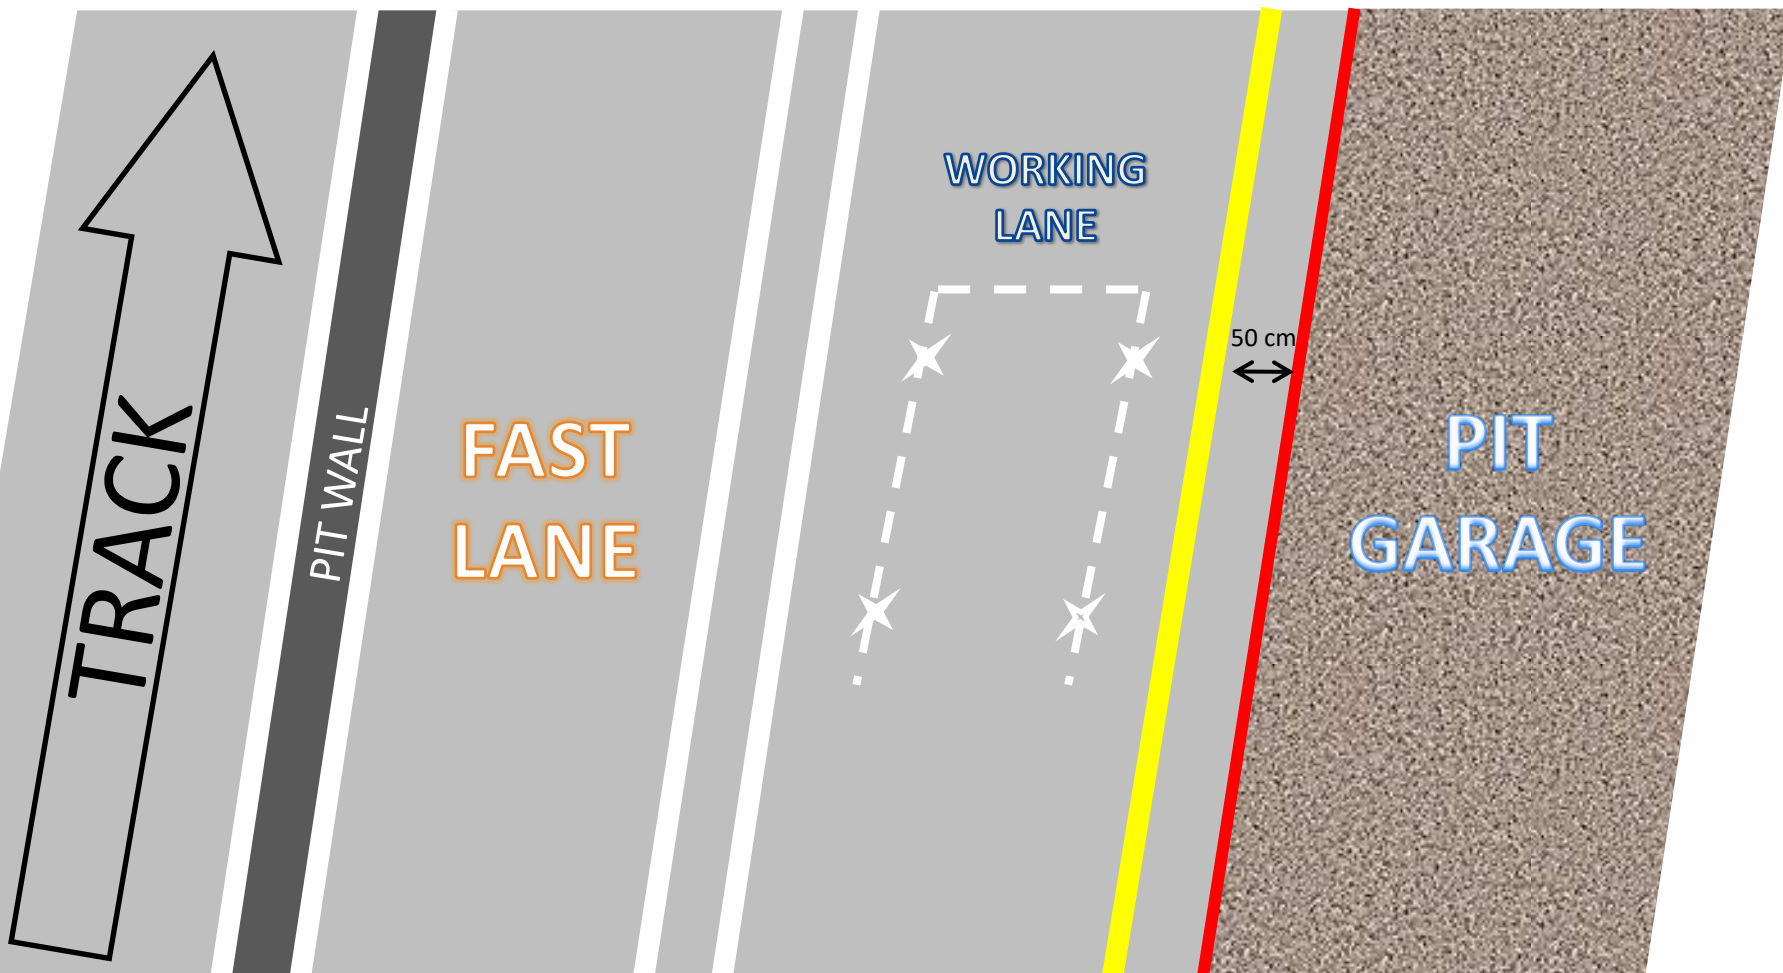 TRACK
PIT WALL
FAST
LANE
WORKING
LANE
50 cm
PIT
GARAGE